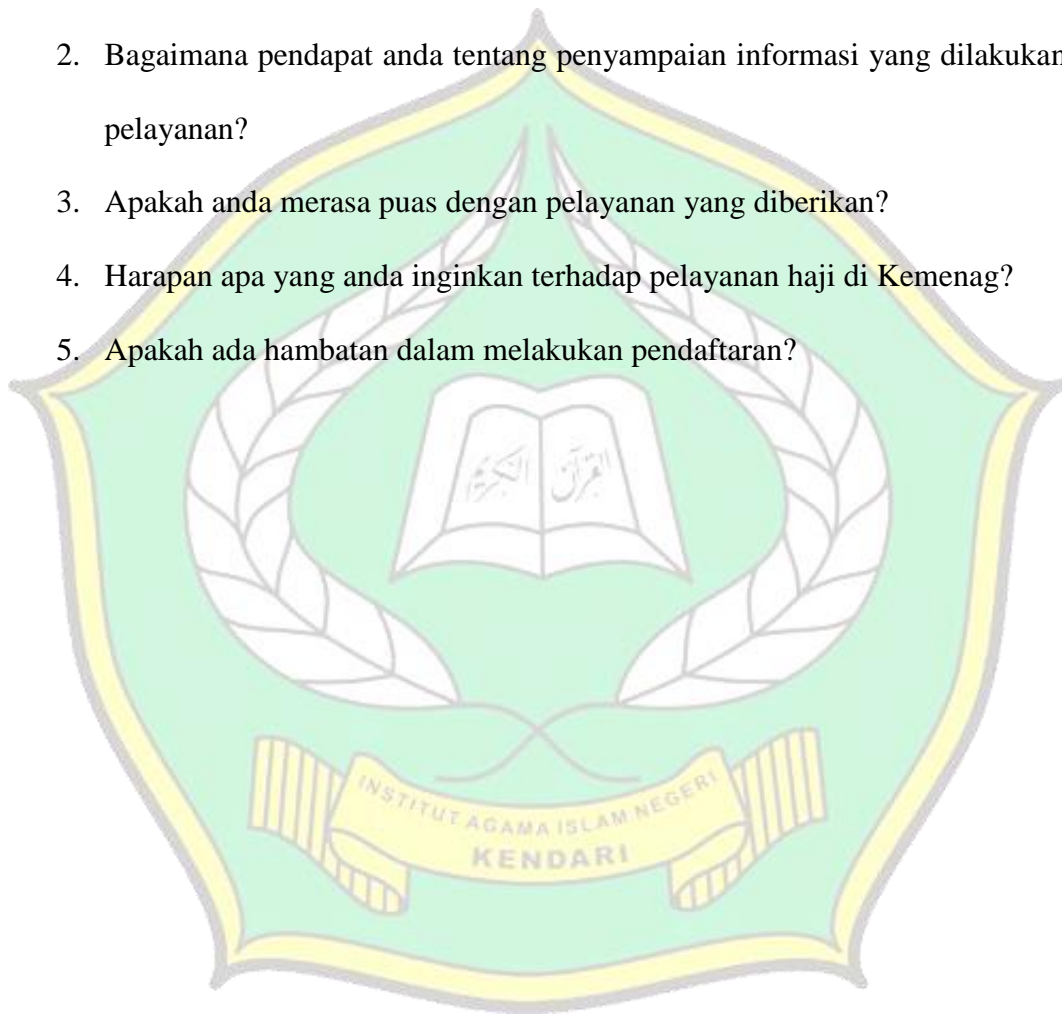 2. Bagaimana pendapat anda tentang penyampaian informasi yang dilakukan
pelayanan?
3. Apakah anda merasa puas dengan pelayanan yang diberikan?
4. Harapan apa yang anda inginkan terhadap pelayanan haji di Kemenag?
5. Apakah ada hambatan dalam melakukan pendaftaran?
القرآن الكريم
INSTITUT AGAMA ISLAM NEGERI
KENDARI